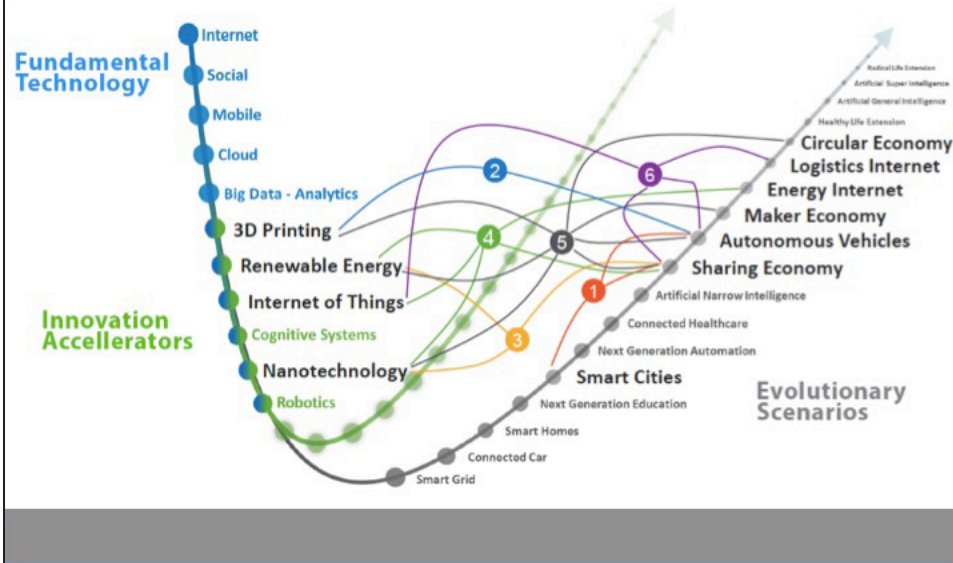 Fundamental
Technology
Internet
Social
Mobile
Cloud
Big Data - Analytics
3D Printing
Renewable Energy
Internet of Things
Innovation
Accellerators
Cognitive Systems
Nanotechnology
Robotics
2
6
4
5
1
3
Radical Life Extension
Artificial Super Intelligence
Artificial General Intelligence
Healthy Life Extension
Circular Economy
Logistics Internet
Energy Internet
Maker Economy
Autonomous Vehicles
Sharing Economy
Artificial Narrow Intelligence
Connected Healthcare
Next Generation Automation
Smart Cities
Next Generation Education
Smart Homes
Connected Car
Smart Grid
Evolutionary
Scenarios